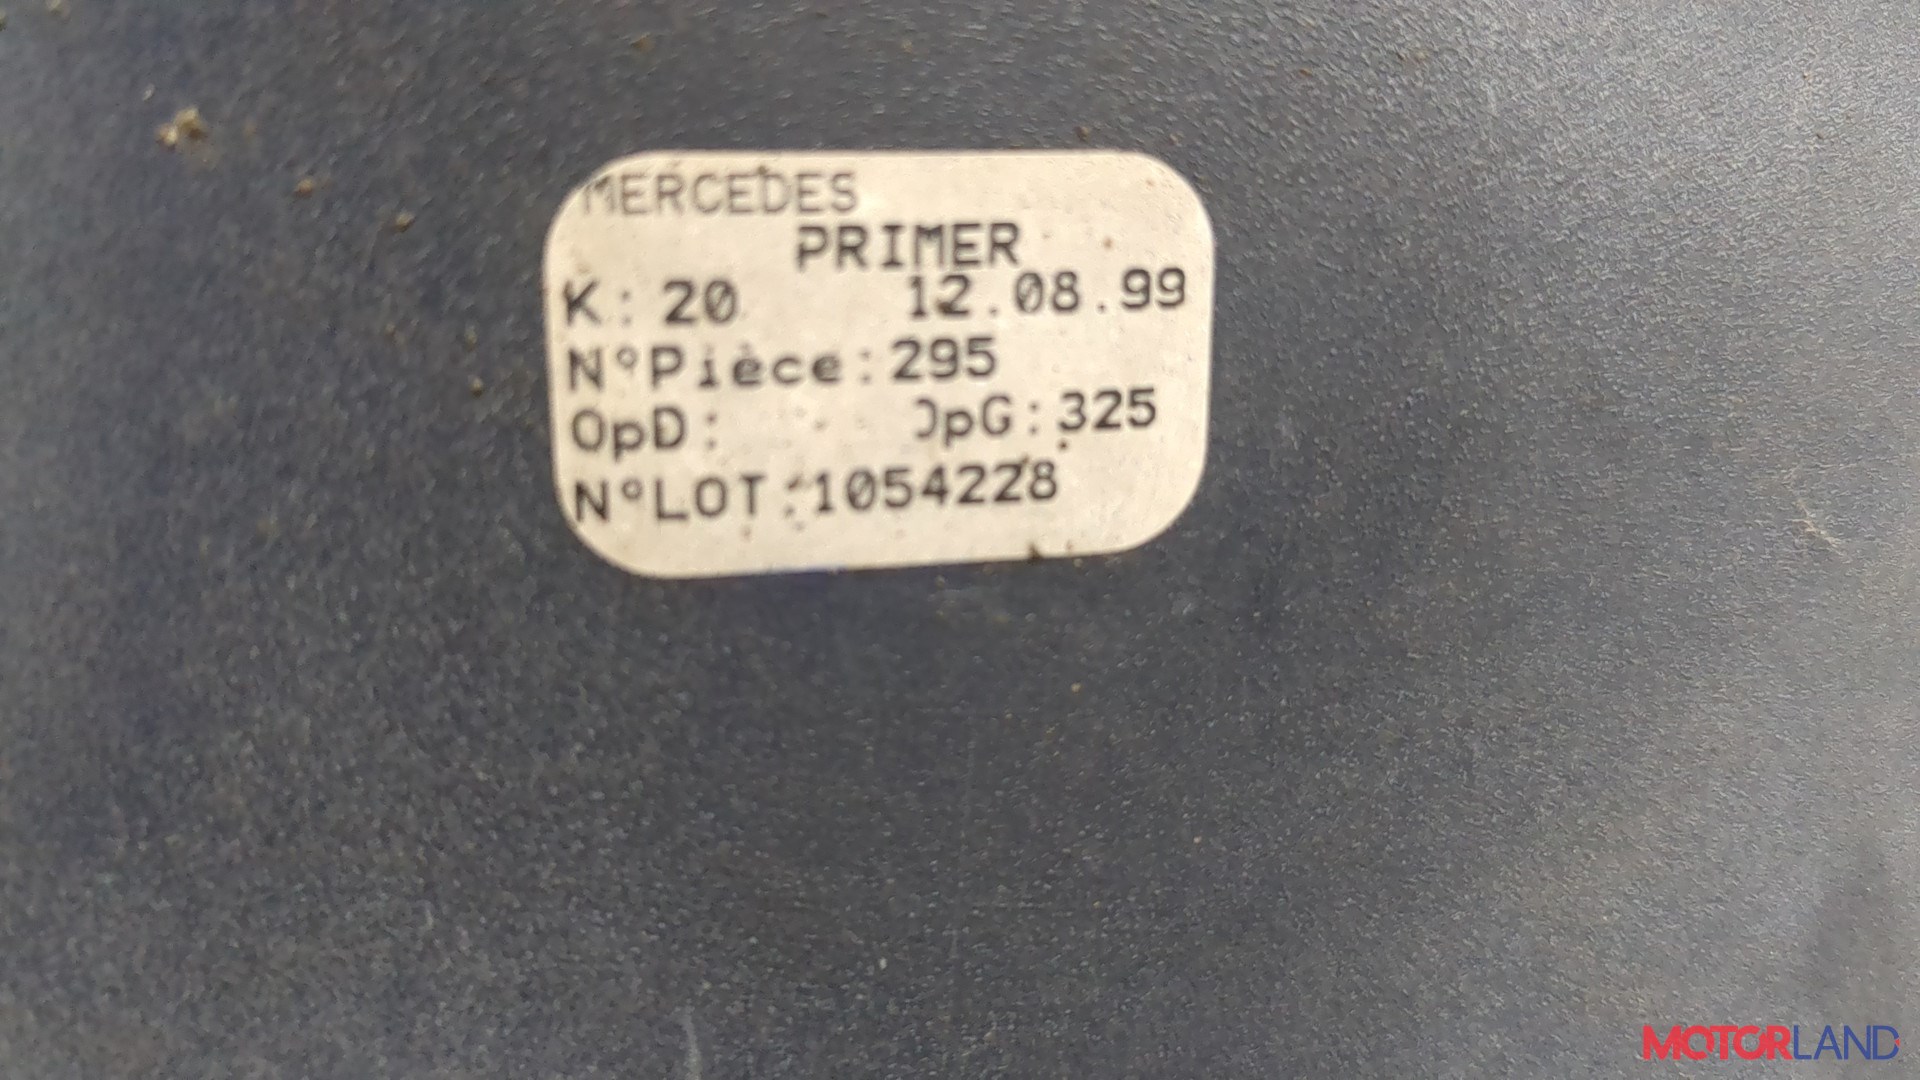 MERCEDES
PRIMER
K: 20 12.08.99
N°Pièce:295
OpD: OpG:325
N°LOT:1054228
MOTORLAND